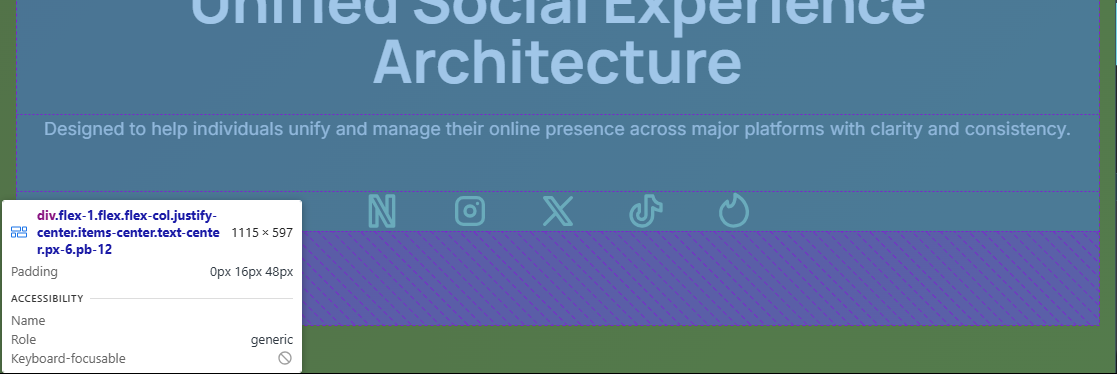 Unified Social Experience
Architecture
Designed to help individuals unify and manage their online presence across major platforms with clarity and consistency.
div.flex-1.flex.flex-col.justify-
center.items-center.text-cente
r.px-6.pb-12
1115 × 597
Padding
0px 16px 48px
ACCESSIBILITY
Name
Role
generic
Keyboard-focusable